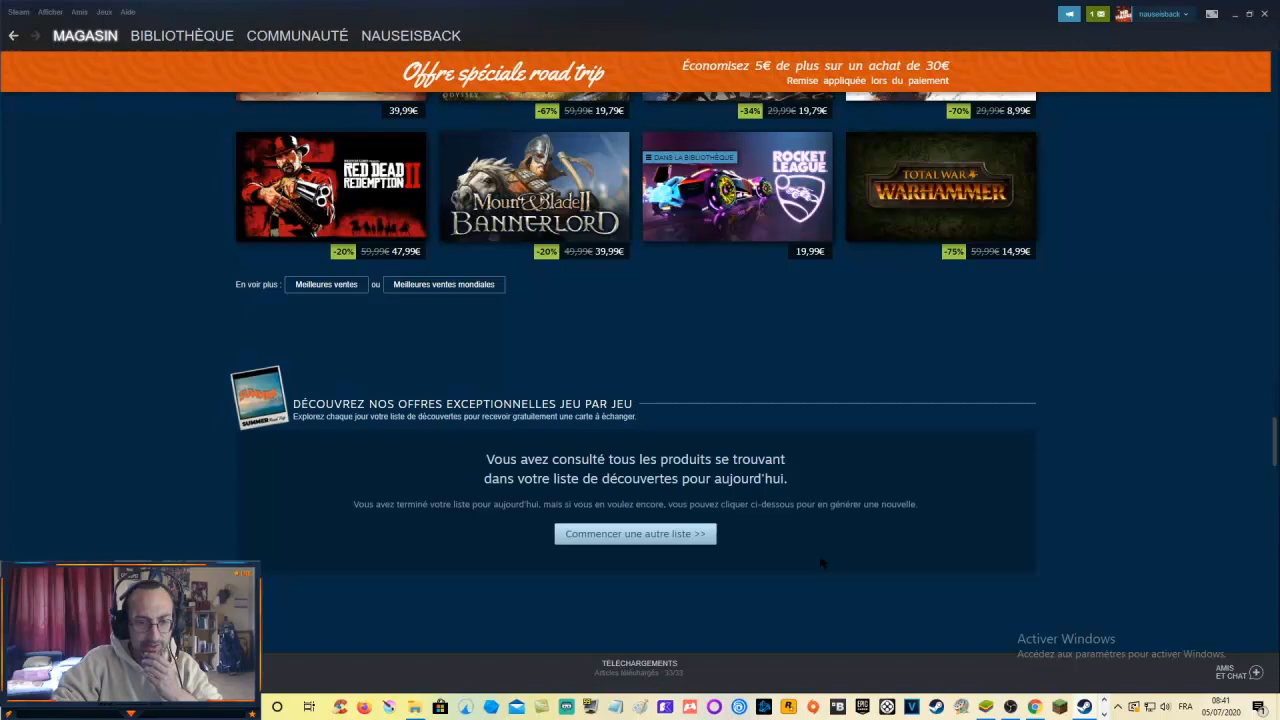 Steam Afficher Amis Jeux Aide
1 nauseisback
MAGASIN BIBLIOTHÈQUE COMMUNAUTÉ NAUSEISBACK
Offre spéciale road trip
Économisez 5€ de plus sur un achat de 30€
Remise appliquée lors du paiement
39,99€ -67% 59,99€ 19,79€ -34% 29,99€ 19,79€ -70% 29,99€ 8,99€
RED DEAD REDEMPTION II
MOUNT & BLADE II BANNERLORD
DANS LA BIBLIOTHÈQUE
ROCKET LEAGUE
TOTAL WAR WARHAMMER
-20% 59,99€ 47,99€ -20% 49,99€ 39,99€ 19,99€ -75% 59,99€ 14,99€
En voir plus : Meilleures ventes ou Meilleures ventes mondiales
SUMMER
DÉCOUVREZ NOS OFFRES EXCEPTIONNELLES JEU PAR JEU
Explorez chaque jour votre liste de découvertes pour recevoir gratuitement une carte à échanger.
Vous avez consulté tous les produits se trouvant
dans votre liste de découvertes pour aujourd'hui.
Vous avez terminé votre liste pour aujourd'hui, mais si vous en voulez encore, vous pouvez cliquer ci-dessous pour en générer une nouvelle.
Commencer une autre liste >>
Activer Windows
Accédez aux paramètres pour activer Windows.
TÉLÉCHARGEMENTS
Articles téléchargés : 33/33
AMIS
ET CHAT
FRA
08:41
05/07/2020